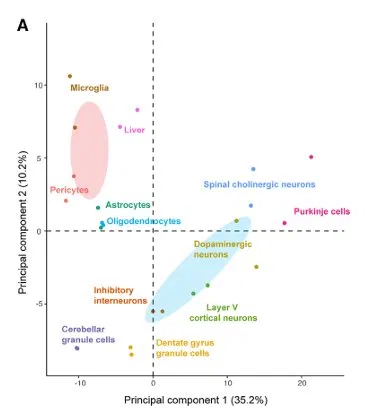 A
Microglia
10
Liver
5
Pericytes
Spinal cholinergic neurons
Astrocytes
Purkinje cells
Oligodendocytes
0
Dopaminergic
neurons
Inhibitory
interneurons
-5
Layer V
cortical neurons
Cerebellar
granule cells
Dentate gyrus
granule cells
-10
0
10
20
Principal component 1 (35.2%)
Principal component 2 (10.2%)